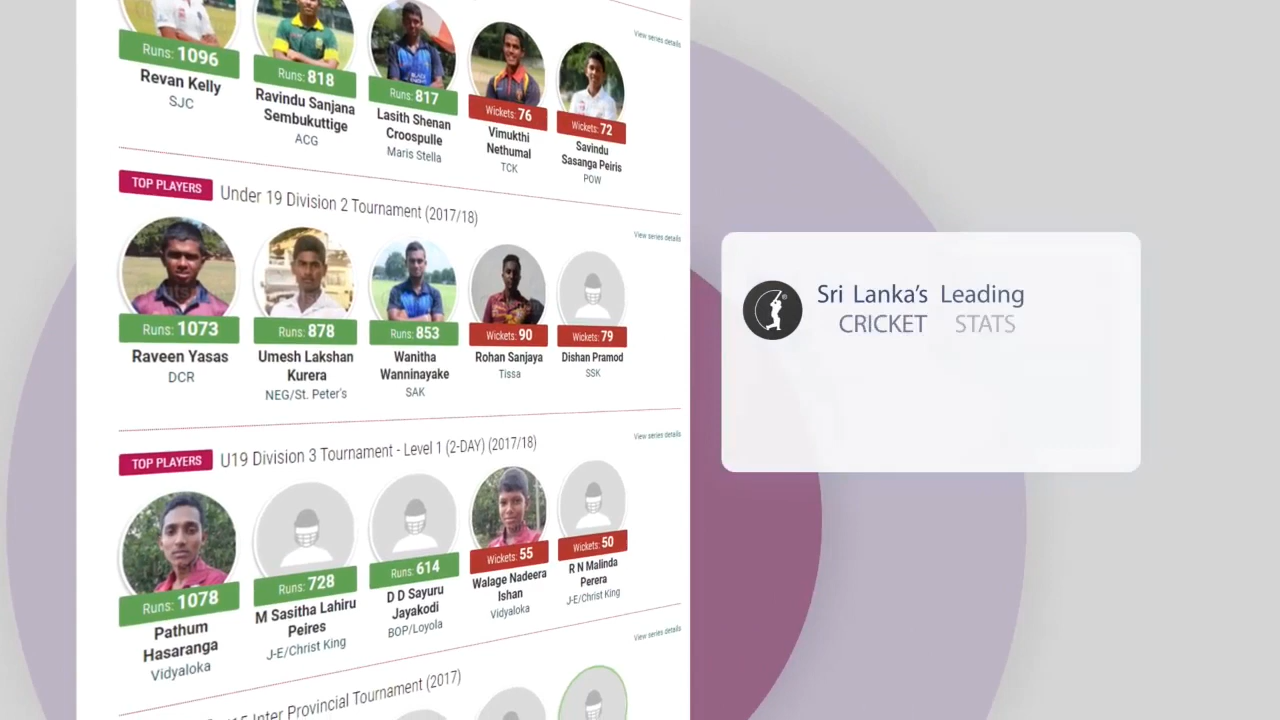 View series details
Runs: 1096
Revan Kelly
SJC
Runs: 818
Ravindu Sanjana
Sembukuttige
ACG
Runs: 817
Lasith Shenan
Croospulle
Maris Stella
Wickets: 76
Vimukthi
Nethumal
TCK
Wickets: 72
Savindu
Sasanga Peiris
POW
TOP PLAYERS
Under 19 Division 2 Tournament (2017/18)
View series details
Runs: 1073
Raveen Yasas
DCR
Runs: 878
Umesh Lakshan
Kurera
NEG/St. Peter's
Runs: 853
Wanitha
Wanninayake
SAK
Wickets: 90
Rohan Sanjaya
Tissa
Wickets: 79
Dishan Pramod
SSK
TOP PLAYERS
U19 Division 3 Tournament - Level 1 (2-DAY) (2017/18)
View series details
Runs: 1078
Pathum
Hasaranga
Vidyaloka
Runs: 728
M Sasitha Lahiru
Peires
J-E/Christ King
Runs: 614
D D Sayuru
Jayakodi
BOP/Loyola
Wickets: 55
Walage Nadeera
Ishan
Vidyaloka
Wickets: 50
R N Malinda
Perera
J-E/Christ King
Inter Provincial Tournament (2017)
View series details
Sri Lanka's Leading
CRICKET STATS